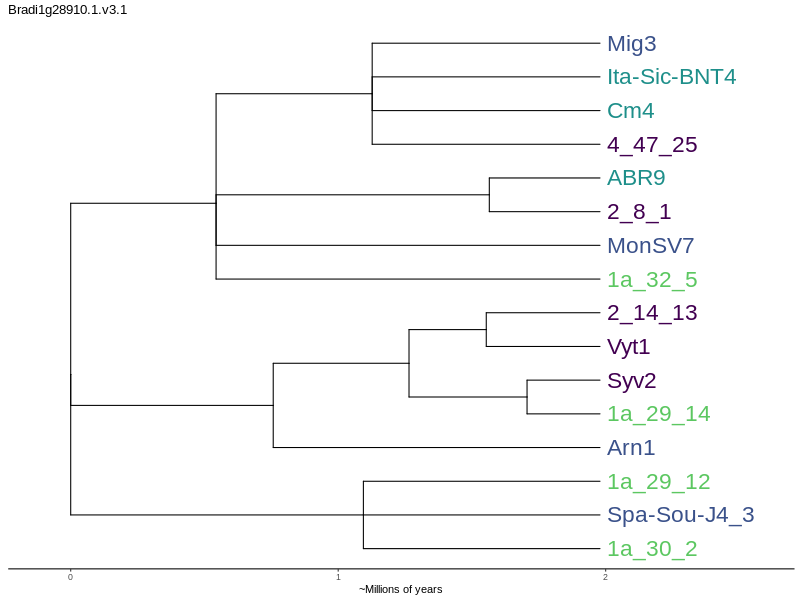 Bradi1g28910.1.v3.1
Mig3
Ita-Sic-BNT4
Cm4
4_47_25
ABR9
2_8_1
MonSV7
1a_32_5
2_14_13
Vyt1
Syv2
1a_29_14
Arn1
1a_29_12
Spa-Sou-J4_3
1a_30_2
0 1 2
~Millions of years